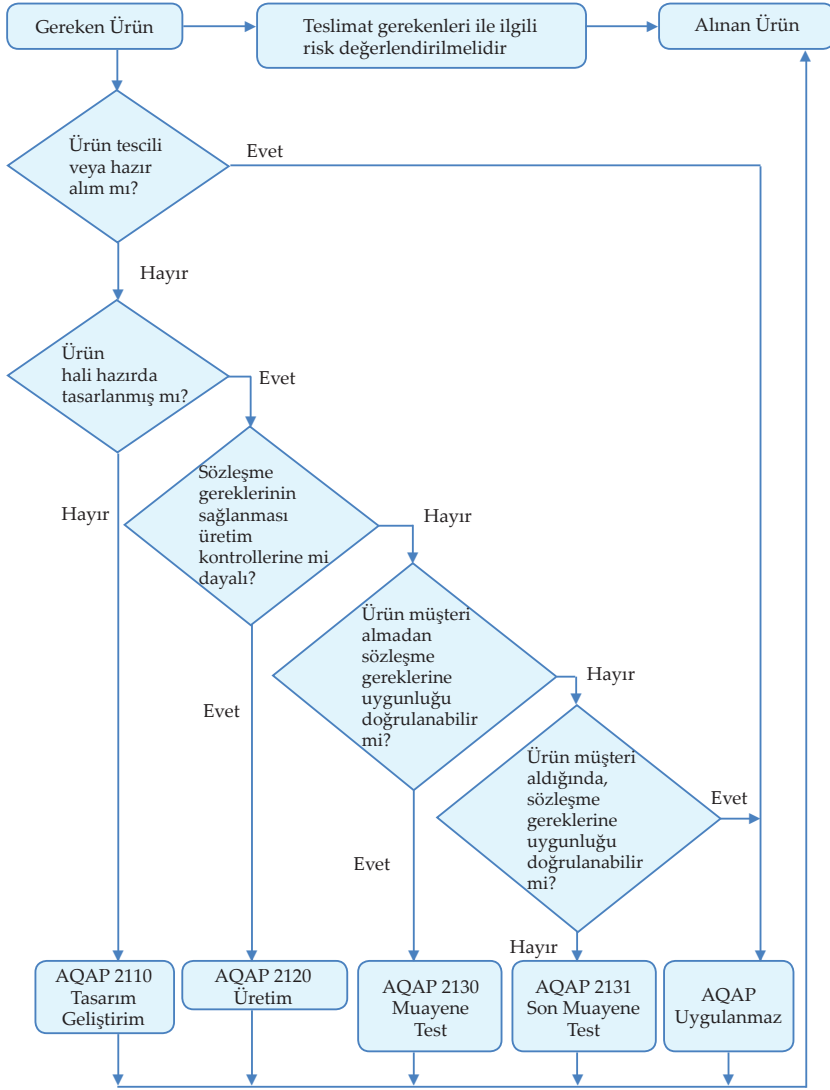 Gereken Ürün
Teslimat gerekenleri ile ilgili
risk değerlendirilmelidir
Alınan Ürün
Ürün tescili
veya hazır
alım mı?
Evet
Hayır
Ürün
hali hazırda
tasarlanmış mı?
Evet
Hayır
Sözleşme
gereklerinin
sağlanması
üretim
kontrollerine mi
dayalı?
Hayır
Evet
Ürün müşteri
almadan
sözleşme
gereklerine
uygunluğu
doğrulanabilir
mi?
Hayır
Evet
Ürün müşteri
aldığında,
sözleşme
gereklerine
uygunluğu
doğrulanabilir
mi?
Evet
Hayır
AQAP 2110
Tasarım
Geliştirim
AQAP 2120
Üretim
AQAP 2130
Muayene
Test
AQAP 2131
Son Muayene
Test
AQAP
Uygulanmaz